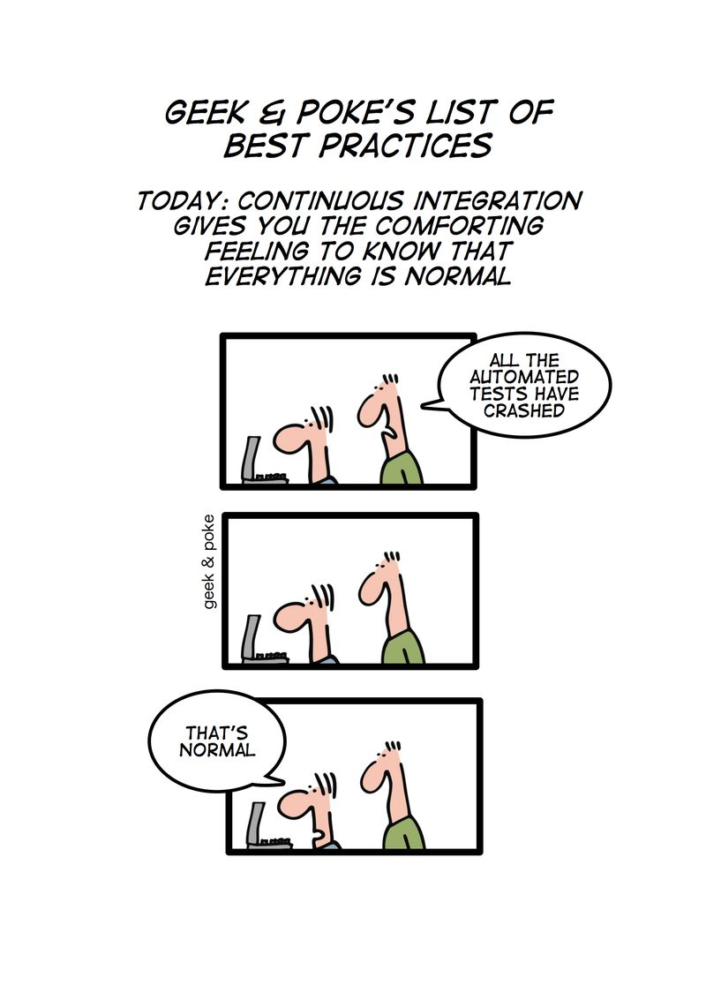 GEEK & POKE'S LIST OF
BEST PRACTICES
TODAY: CONTINUOUS INTEGRATION
GIVES YOU THE COMFORTING
FEELING TO KNOW THAT
EVERYTHING IS NORMAL
ALL THE
AUTOMATED
TESTS HAVE
CRASHED
geek & poke
THAT'S
NORMAL